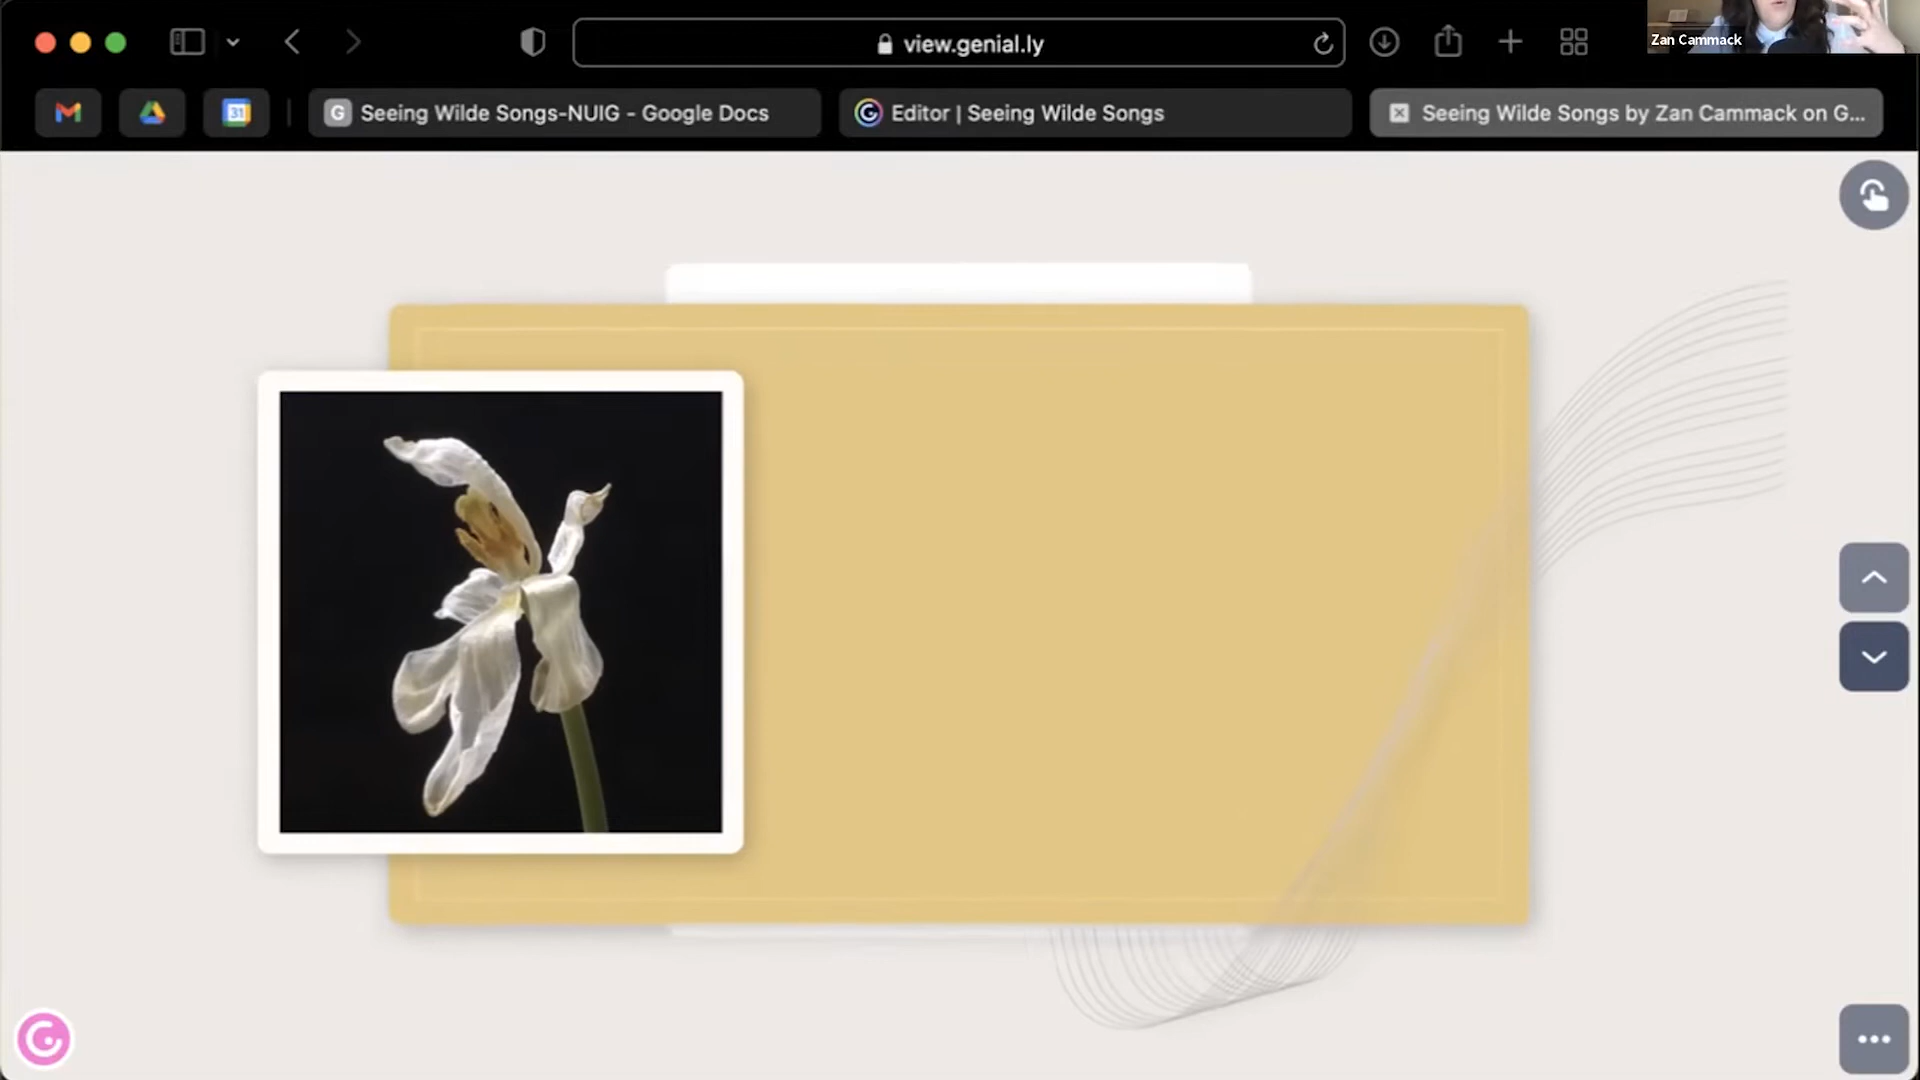 view.genial.ly
Zan Cammack
31
G Seeing Wilde Songs-NUIG - Google Docs
Editor | Seeing Wilde Songs
Seeing Wilde Songs by Zan Cammack on G...